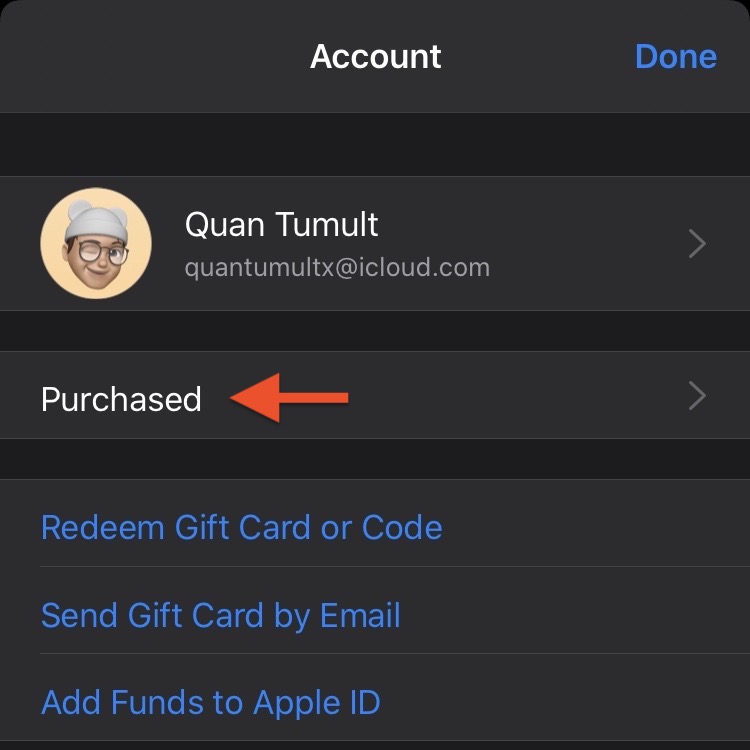 Account
Done
Quan Tumult
quantumultx@icloud.com
Purchased
Redeem Gift Card or Code
Send Gift Card by Email
Add Funds to Apple ID